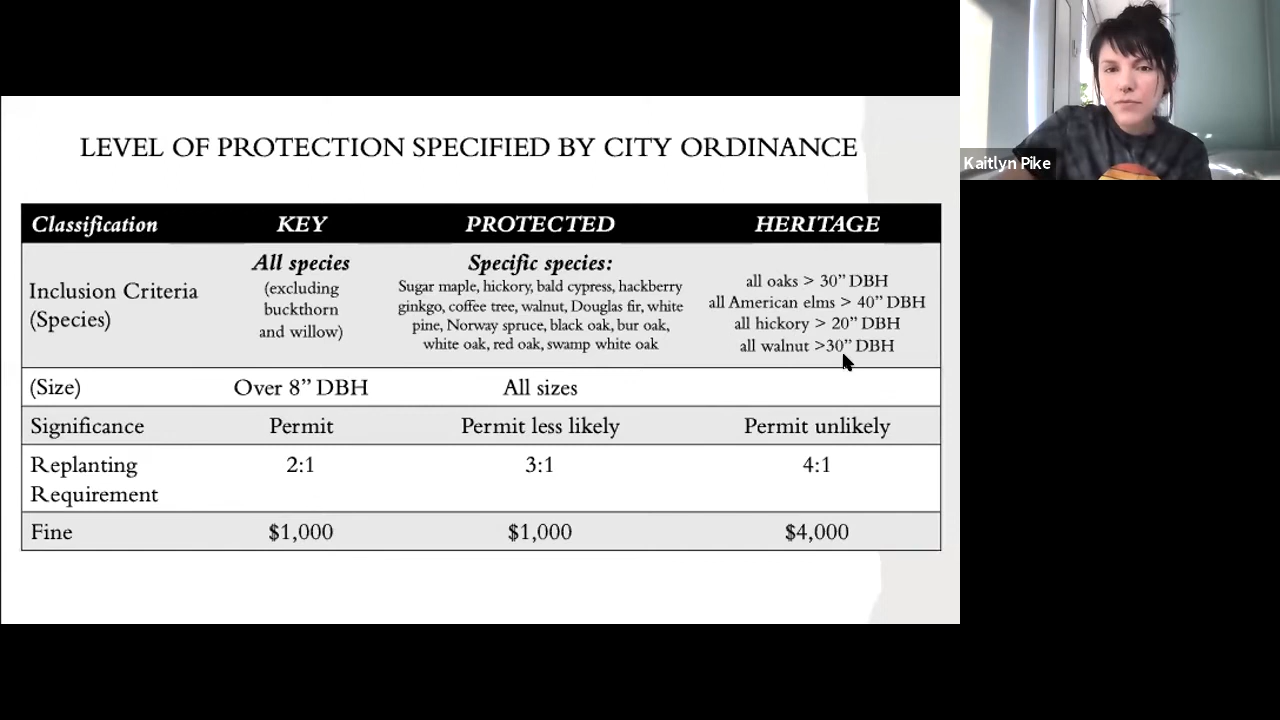 LEVEL OF PROTECTION SPECIFIED BY CITY ORDINANCE
Classification KEY PROTECTED HERITAGE
Inclusion Criteria
(Species)
All species
(excluding
buckthorn
and willow)
Specific species:
Sugar maple, hickory, bald cypress, hackberry
ginkgo, coffee tree, walnut, Douglas fir, white
pine, Norway spruce, black oak, bur oak,
white oak, red oak, swamp white oak
all oaks > 30” DBH
all American elms > 40” DBH
all hickory > 20” DBH
all walnut >30” DBH
(Size) Over 8” DBH All sizes
Significance Permit Permit less likely Permit unlikely
Replanting
Requirement
2:1 3:1 4:1
Fine $1,000 $1,000 $4,000
Kaitlyn Pike